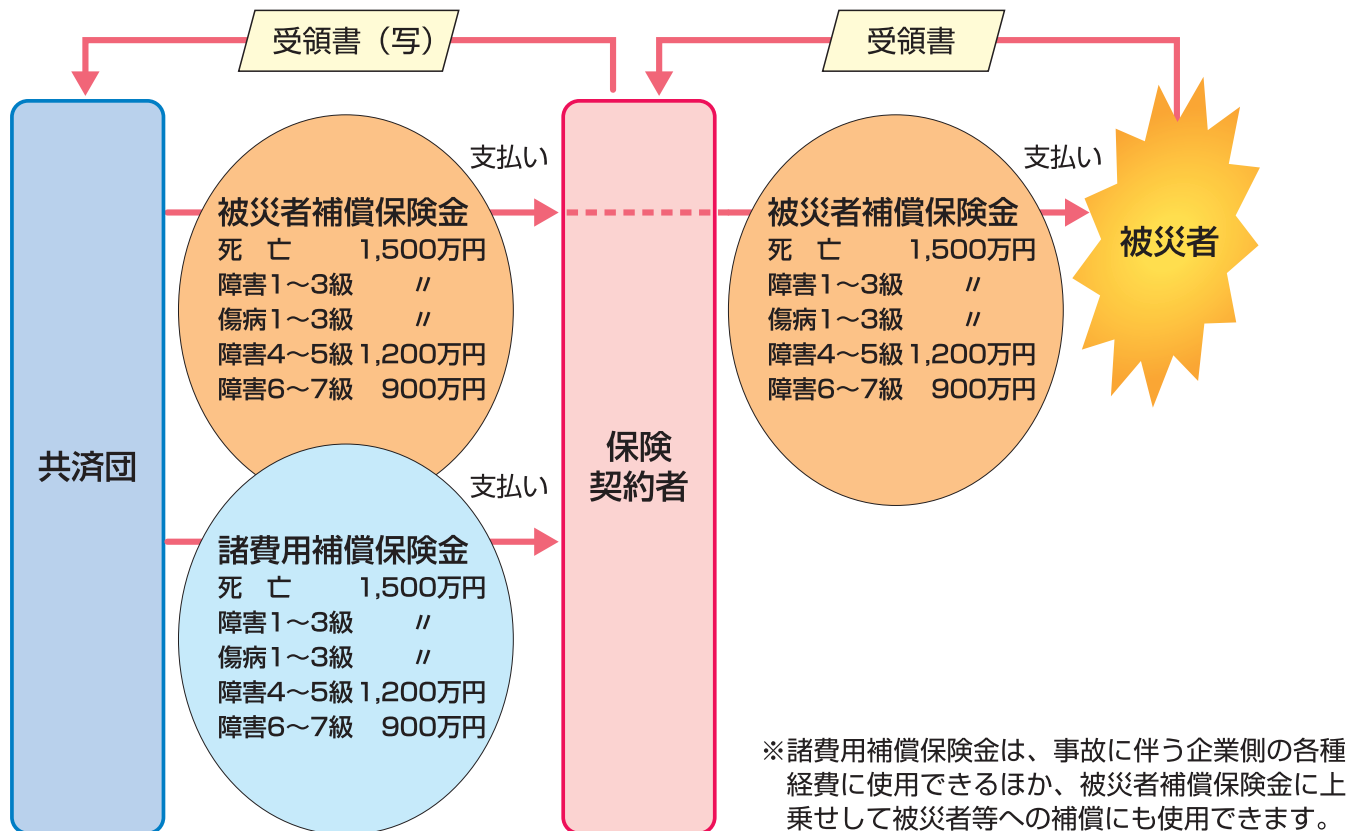 受領書（写）
受領書
共済団
支払い
被災者補償保険金
死　亡　1,500万円
障害1～3級　〃
傷病1～3級　〃
障害4～5級 1,200万円
障害6～7級　900万円
支払い
諸費用補償保険金
死　亡　1,500万円
障害1～3級　〃
傷病1～3級　〃
障害4～5級 1,200万円
障害6～7級　900万円
保険
契約者
支払い
被災者補償保険金
死　亡　1,500万円
障害1～3級　〃
傷病1～3級　〃
障害4～5級 1,200万円
障害6～7級　900万円
被災者
※諸費用補償保険金は、事故に伴う企業側の各種
経費に使用できるほか、被災者補償保険金に上
乗せして被災者等への補償にも使用できます。